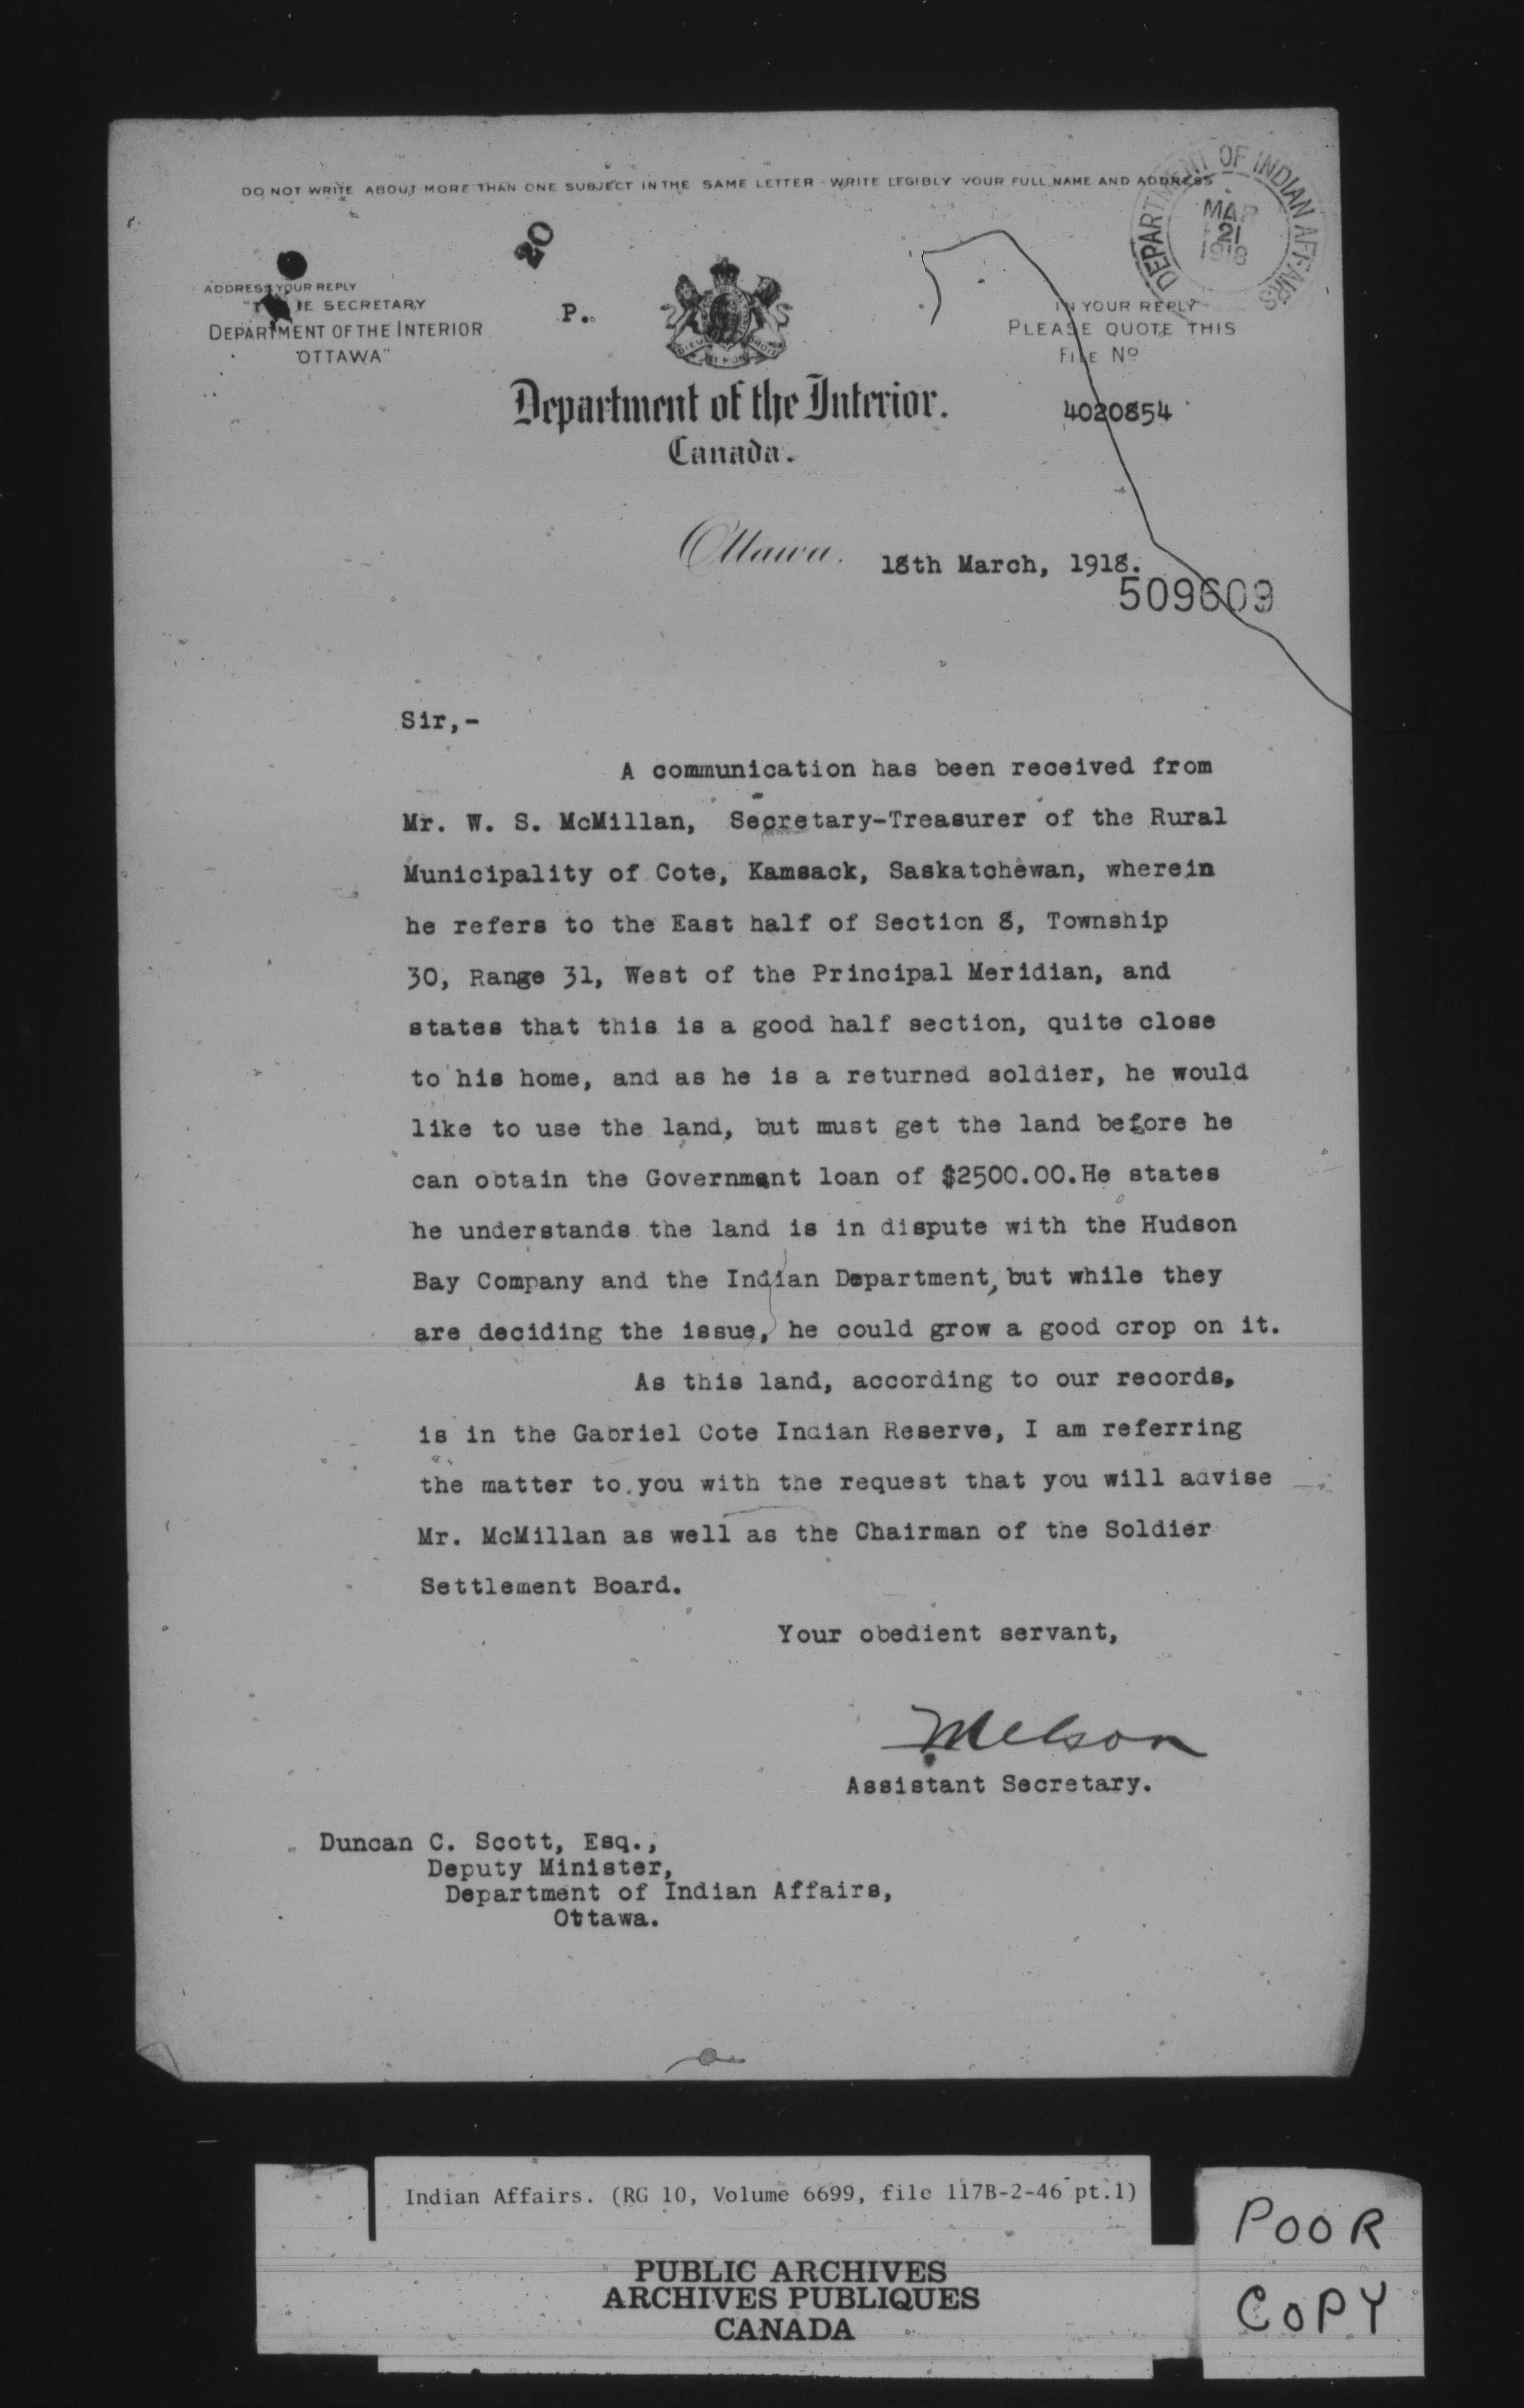 DO NOT WRITE ABOUT MORE THAN ONE SUBJECT IN THE SAME LETTER - WRITE LEGIBLY YOUR FULL NAME AND ADDRESS
DEPARTMENT OF INDIAN AFFAIRS
MAR
21
1918
20
ADDRESS YOUR REPLY
SECRETARY
DEPARTMENT OF THE INTERIOR
OTTAWA"
P.
DIEU ET MON DROIT
IN YOUR REPLY
PLEASE QUOTE THIS
FILE No
4020854
Department of the Interior.
Canada.
Ottawa. 18th March, 1918.
509609
Sir,-
A communication has been received from
Mr. W. S. McMillan, Secretary-Treasurer of the Rural
Municipality of Cote, Kamsack, Saskatchewan, wherein
he refers to the East half of Section 8, Township
30, Range 31, West of the Principal Meridian, and
states that this is a good half section, quite close
to his home, and as he is a returned soldier, he would
like to use the land, but must get the land before he
can obtain the Government loan of $2500.00.He states
he understands the land is in dispute with the Hudson
Bay Company and the Indian Department, but while they
are deciding the issue, he could grow a good crop on it.
As this land, according to our records,
is in the Gabriel Cote Indian Reserve, I am referring
the matter to you with the request that you will advise
Mr. McMillan as well as the Chairman of the Soldier
Settlement Board.
Your obedient servant,
Assistant Secretary.
Duncan C. Scott, Esq.,
Deputy Minister,
Department of Indian Affairs,
Ottawa.
Indian Affairs. (RG 10, Volume 6699, file 117B-2-46 pt.1)
PUBLIC ARCHIVES
ARCHIVES PUBLIQUES
CANADA
POOR
COPY